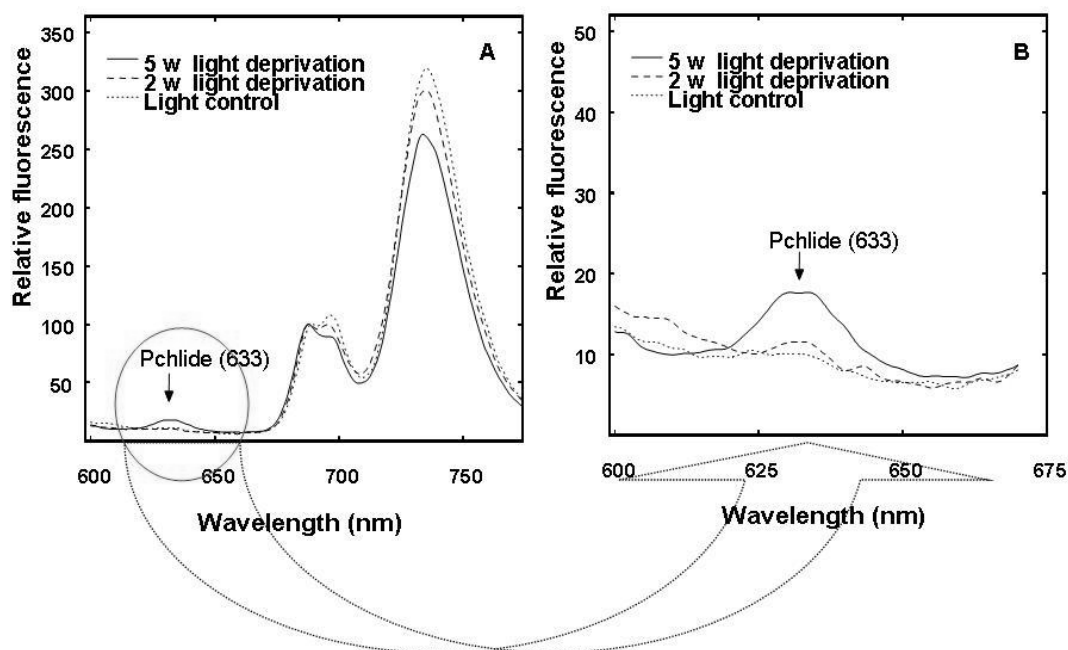 350
300
250
200
150
100
50
Relative fluorescence
A
5 w light deprivation
2 w light deprivation
Light control
Pchlide (633)
600 650 700 750
Wavelength (nm)
50
40
30
20
10
Relative fluorescence
B
5 w light deprivation
2 w light deprivation
Light control
Pchlide (633)
600 625 650 675
Wavelength (nm)